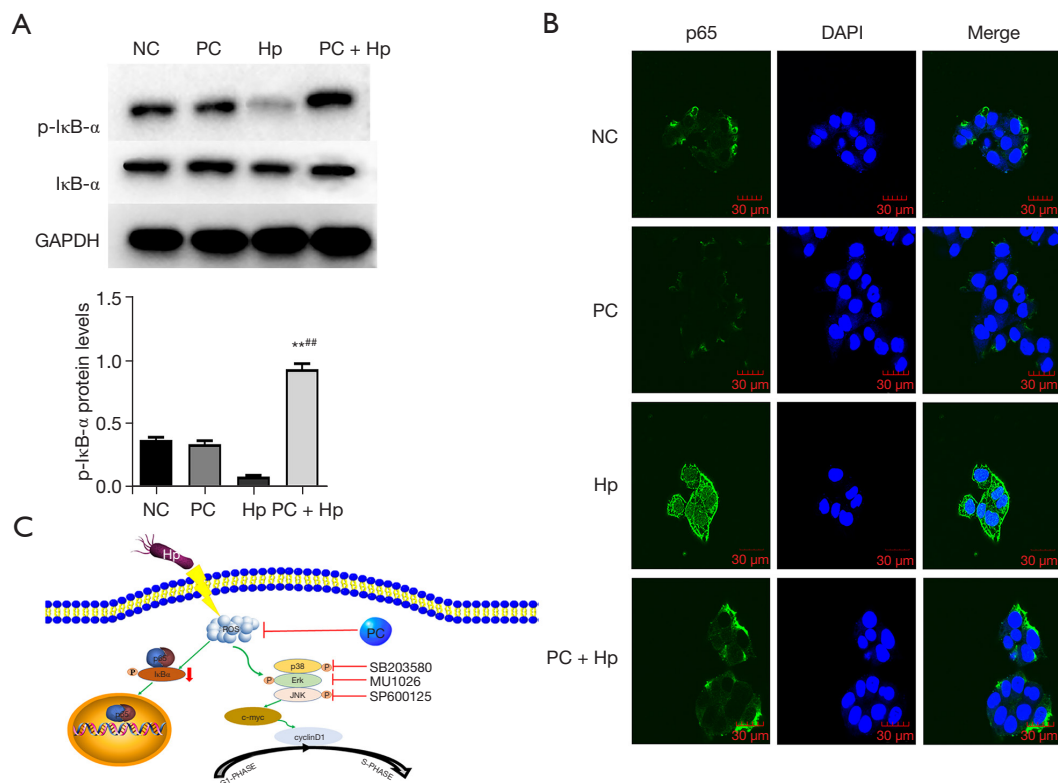 A
NC PC Hp PC + Hp
p-IκB-α
IκB-α
GAPDH
p-IκB-α protein levels
1.5
1.0
0.5
0.0
**##
NC PC Hp PC + Hp
B
p65 DAPI Merge
NC
30 μm 30 μm 30 μm
PC
30 μm 30 μm 30 μm
Hp
30 μm 30 μm 30 μm
PC + Hp
30 μm 30 μm 30 μm
C
Hp
ROS
PC
p65
P IκBα
p65
p38 P
P Erk
JNK P
SB203580
MU1026
SP600125
c-myc
cyclinD1
G1-PHASE S-PHASE